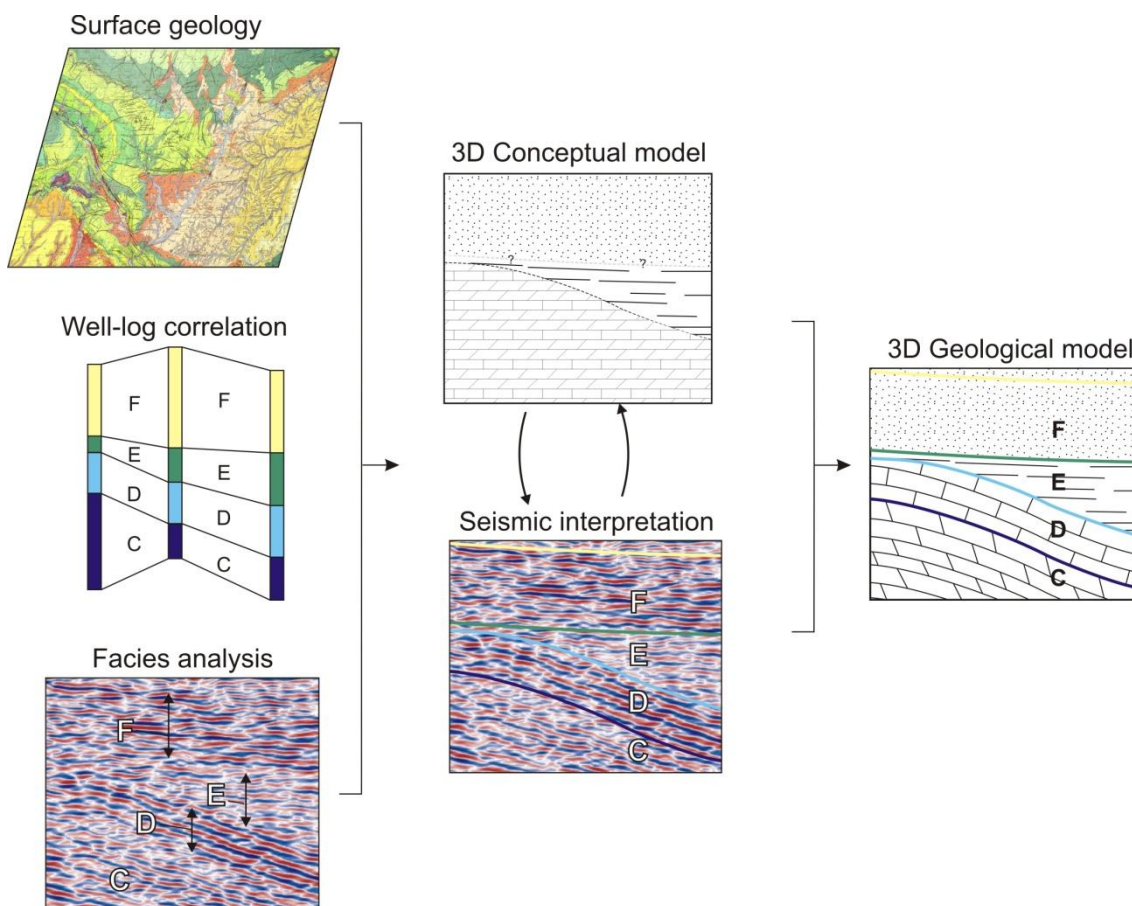 Surface geology
Well-log correlation
F
F
E
E
D
D
C
C
Facies analysis
F
E
D
C
3D Conceptual model
?
?
Seismic interpretation
F
E
D
C
3D Geological model
F
E
D
C